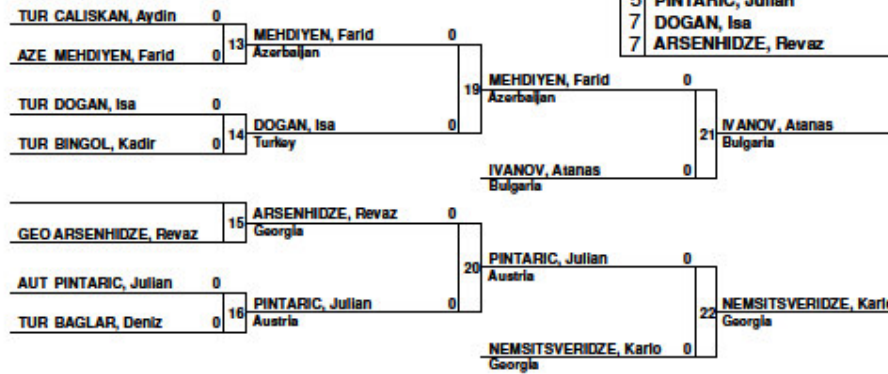 5 PINTARIC, Julian
7 DOGAN, Isa
7 ARSENHIDZE, Revaz
TUR CALISKAN, Aydin 0
AZE MEHDIYEN, Farid 0
13
MEHDIYEN, Farid 0
Azerbaijan
TUR DOGAN, Isa 0
TUR BINGOL, Kadir 0
14
DOGAN, Isa 0
Turkey
19
MEHDIYEN, Farid 0
Azerbaijan
IVANOV, Atanas 0
Bulgaria
21
IVANOV, Atanas
Bulgaria
GEO ARSENHIDZE, Revaz
15
ARSENHIDZE, Revaz 0
Georgia
AUT PINTARIC, Julian 0
TUR BAGLAR, Deniz 0
16
PINTARIC, Julian 0
Austria
20
PINTARIC, Julian 0
Austria
NEMSITSVERIDZE, Karlo 0
Georgia
22
NEMSITSVERIDZE, Karlo
Georgia